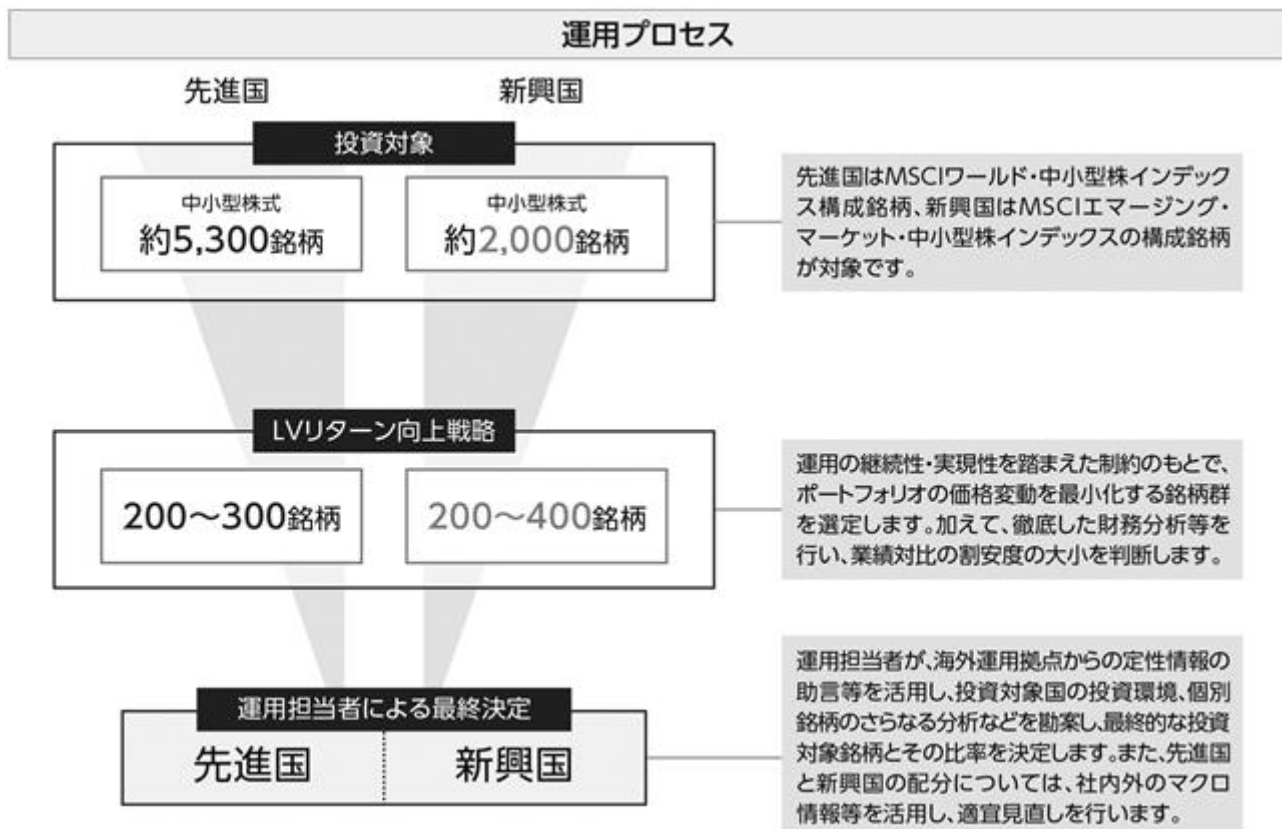 運用プロセス
先進国
新興国
投資対象
中小型株式
約5,300銘柄
中小型株式
約2,000銘柄
先進国はMSCIワールド・中小型株インデック
ス構成銘柄、新興国はMSCIエマージング・
マーケット・中小型株インデックスの構成銘柄
が対象です。
LVリターン向上戦略
200～300銘柄
200～400銘柄
運用の継続性・実現性を踏まえた制約のもとで、
ポートフォリオの価格変動を最小化する銘柄群
を選定します。加えて、徹底した財務分析等を
行い、業績対比の割安度の大小を判断します。
運用担当者による最終決定
先進国
新興国
運用担当者が、海外運用拠点からの定性情報の
助言等を活用し、投資対象国の投資環境、個別
銘柄のさらなる分析などを勘案し、最終的な投資
対象銘柄とその比率を決定します。また、先進国
と新興国の配分については、社内外のマクロ
情報等を活用し、適宜見直しを行います。